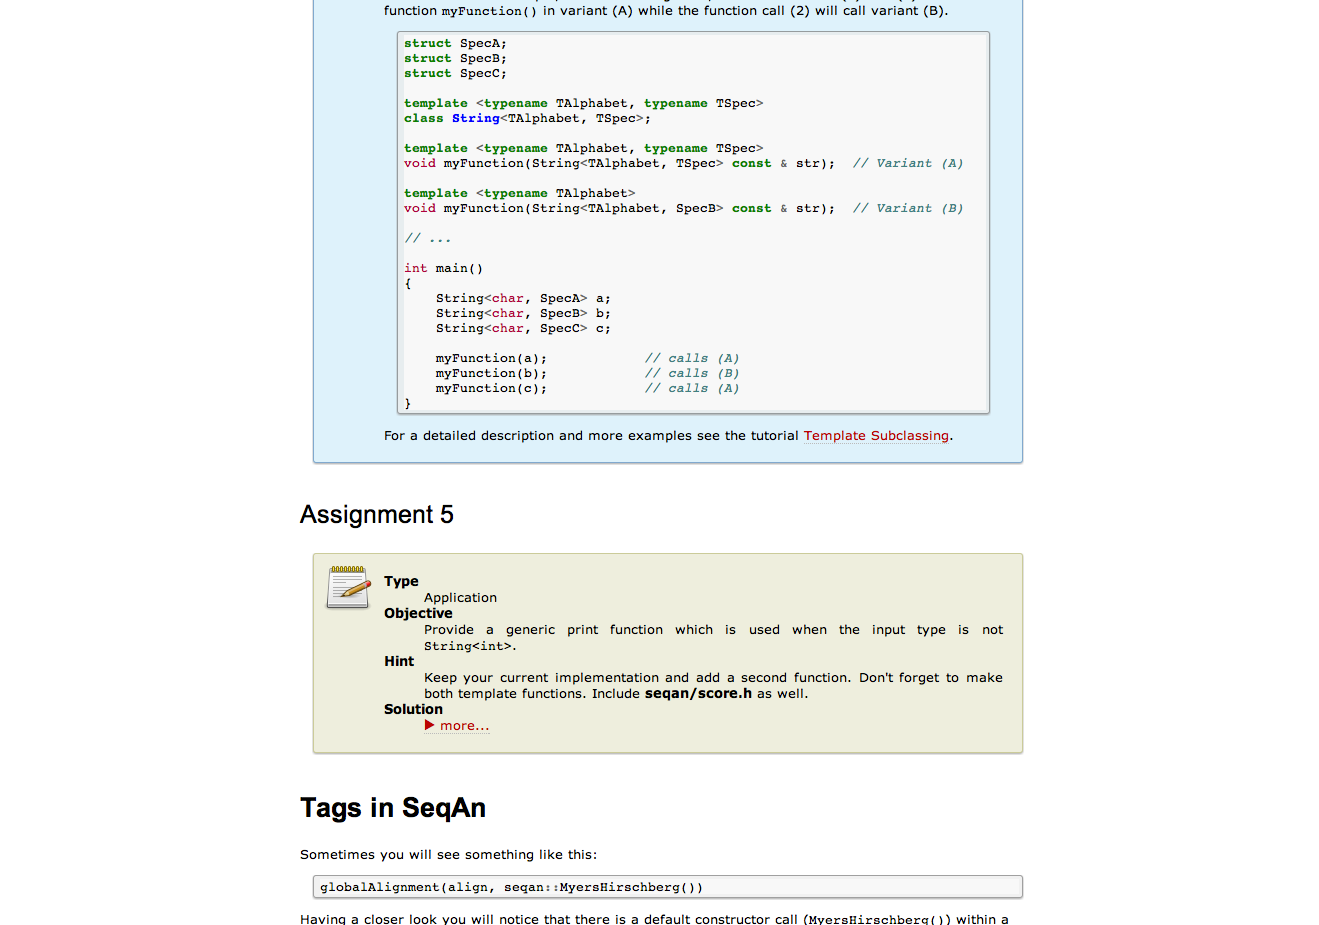 function myFunction() in variant (A) while the function call (2) will call variant (B).
struct SpecA;
struct SpecB;
struct SpecC;
template <typename TAlphabet, typename TSpec>
class String<TAlphabet, TSpec>;
template <typename TAlphabet, typename TSpec>
void myFunction(String<TAlphabet, TSpec> const & str);  // Variant (A)
template <typename TAlphabet>
void myFunction(String<TAlphabet, SpecB> const & str);  // Variant (B)
// ...
int main()
{
    String<char, SpecA> a;
    String<char, SpecB> b;
    String<char, SpecC> c;
    myFunction(a);            // calls (A)
    myFunction(b);            // calls (B)
    myFunction(c);            // calls (A)
}
For a detailed description and more examples see the tutorial Template Subclassing.
Assignment 5
Type
Application
Objective
Provide a generic print function which is used when the input type is not
String<int>.
Hint
Keep your current implementation and add a second function. Don't forget to make
both template functions. Include seqan/score.h as well.
Solution
▶ more...
Tags in SeqAn
Sometimes you will see something like this:
globalAlignment(align, seqan::MyersHirschberg())
Having a closer look you will notice that there is a default constructor call (MyersHirschberg()) within a